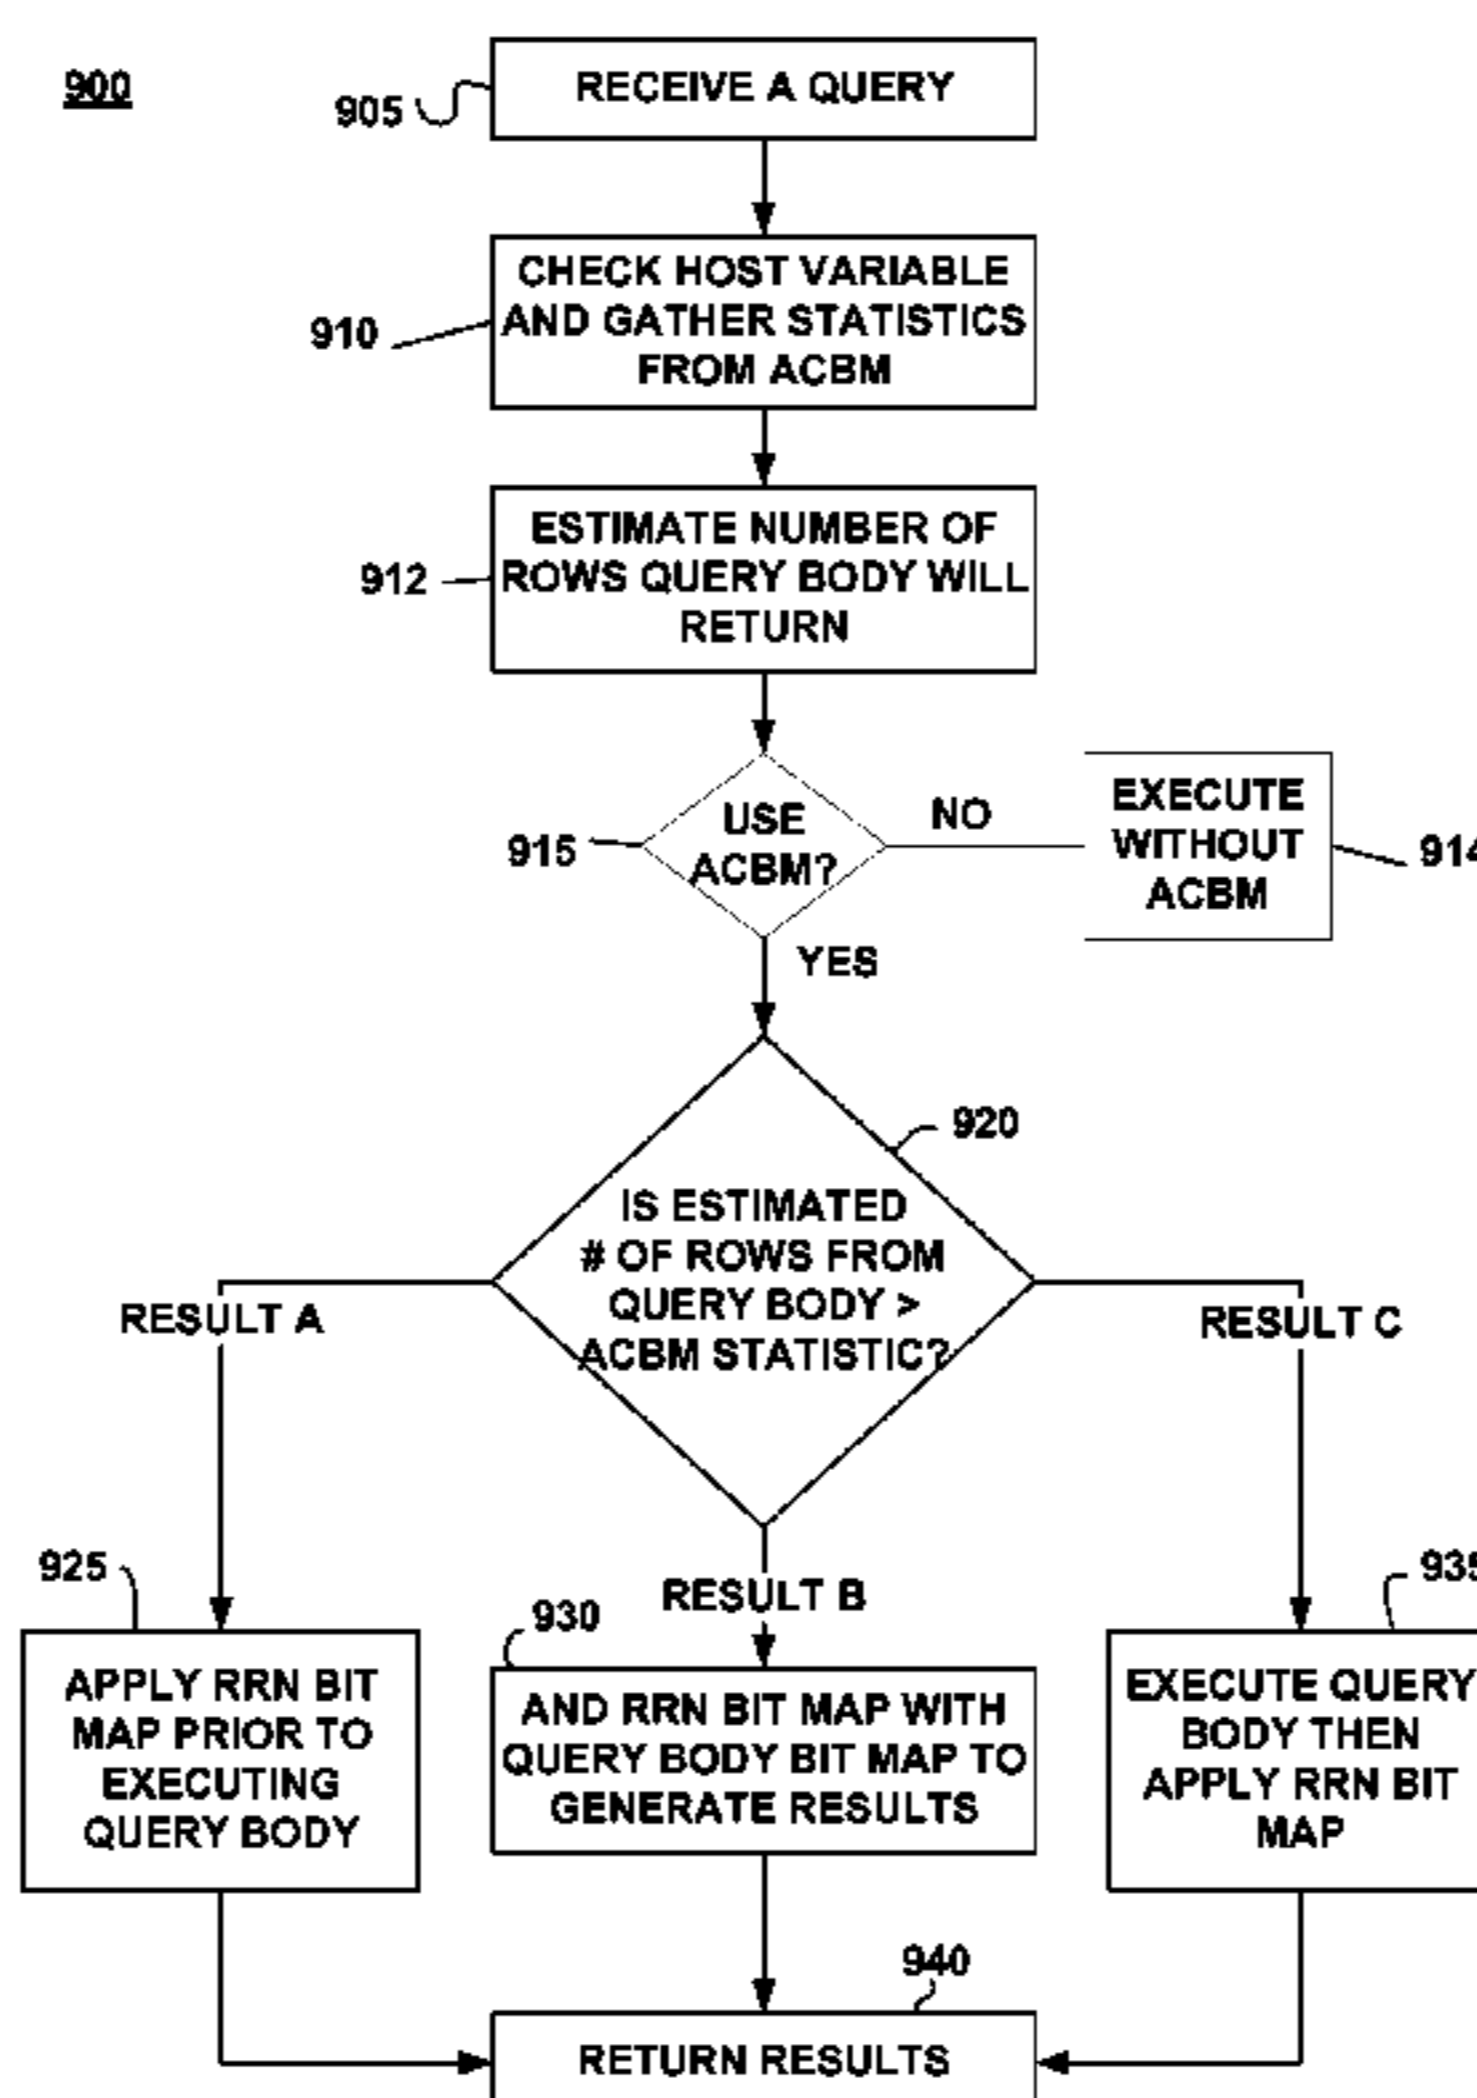 900
905
RECEIVE A QUERY
910
CHECK HOST VARIABLE
AND GATHER STATISTICS
FROM ACBM
912
ESTIMATE NUMBER OF
ROWS QUERY BODY WILL
RETURN
915
USE
ACBM?
NO
EXECUTE
WITHOUT
ACBM
914
YES
920
IS ESTIMATED
# OF ROWS FROM
QUERY BODY >
ACBM STATISTIC?
RESULT A
RESULT B
RESULT C
925
APPLY RRN BIT
MAP PRIOR TO
EXECUTING
QUERY BODY
930
AND RRN BIT MAP WITH
QUERY BODY BIT MAP TO
GENERATE RESULTS
935
EXECUTE QUERY
BODY THEN
APPLY RRN BIT
MAP
940
RETURN RESULTS